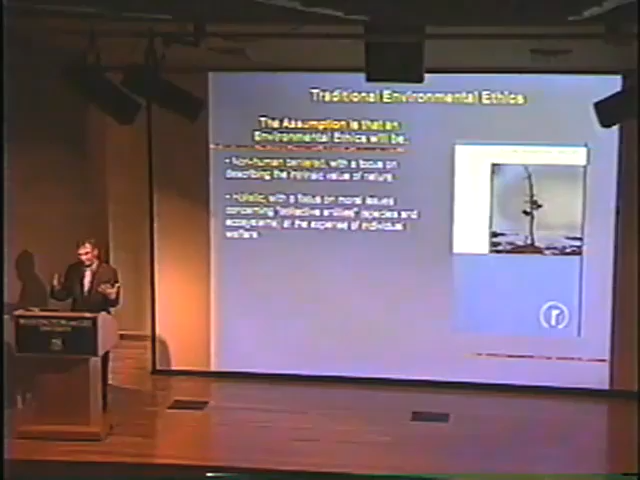 Traditional Environmental Ethics
The Assumption is that an
Environmental Ethics will be:
• Non-human centered, with a focus on
describing the intrinsic value of nature.
• Holistic, with a focus on moral issues
concerning "collective entities" (species and
ecosystems) at the expense of individual
welfare.
r